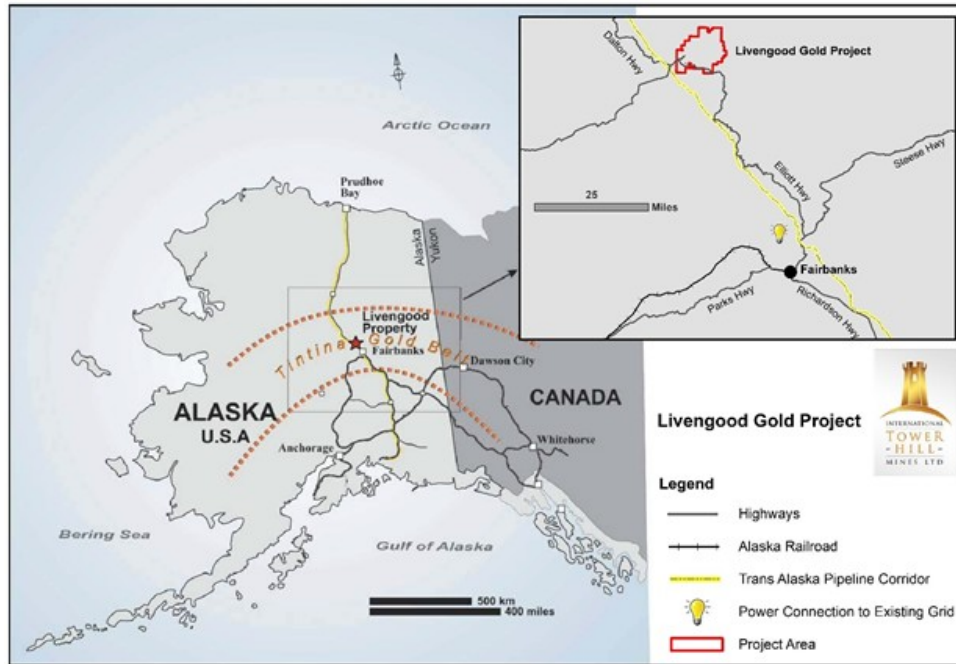 Arctic Ocean
Prudhoe
Bay
Alaska
Yukon
Livengood
Property
Tintina Gold Belt
Fairbanks
Dawson City
ALASKA
U.S.A
CANADA
Anchorage
Whitehorse
Bering Sea
Gulf of Alaska
500 km
400 miles
Dalton Hwy
Livengood Gold Project
Elliott Hwy
Steese Hwy
25
Miles
Fairbanks
Parks Hwy
Richardson Hwy
Livengood Gold Project
INTERNATIONAL
TOWER
- HILL -
MINES LTD
Legend
Highways
Alaska Railroad
Trans Alaska Pipeline Corridor
Power Connection to Existing Grid
Project Area